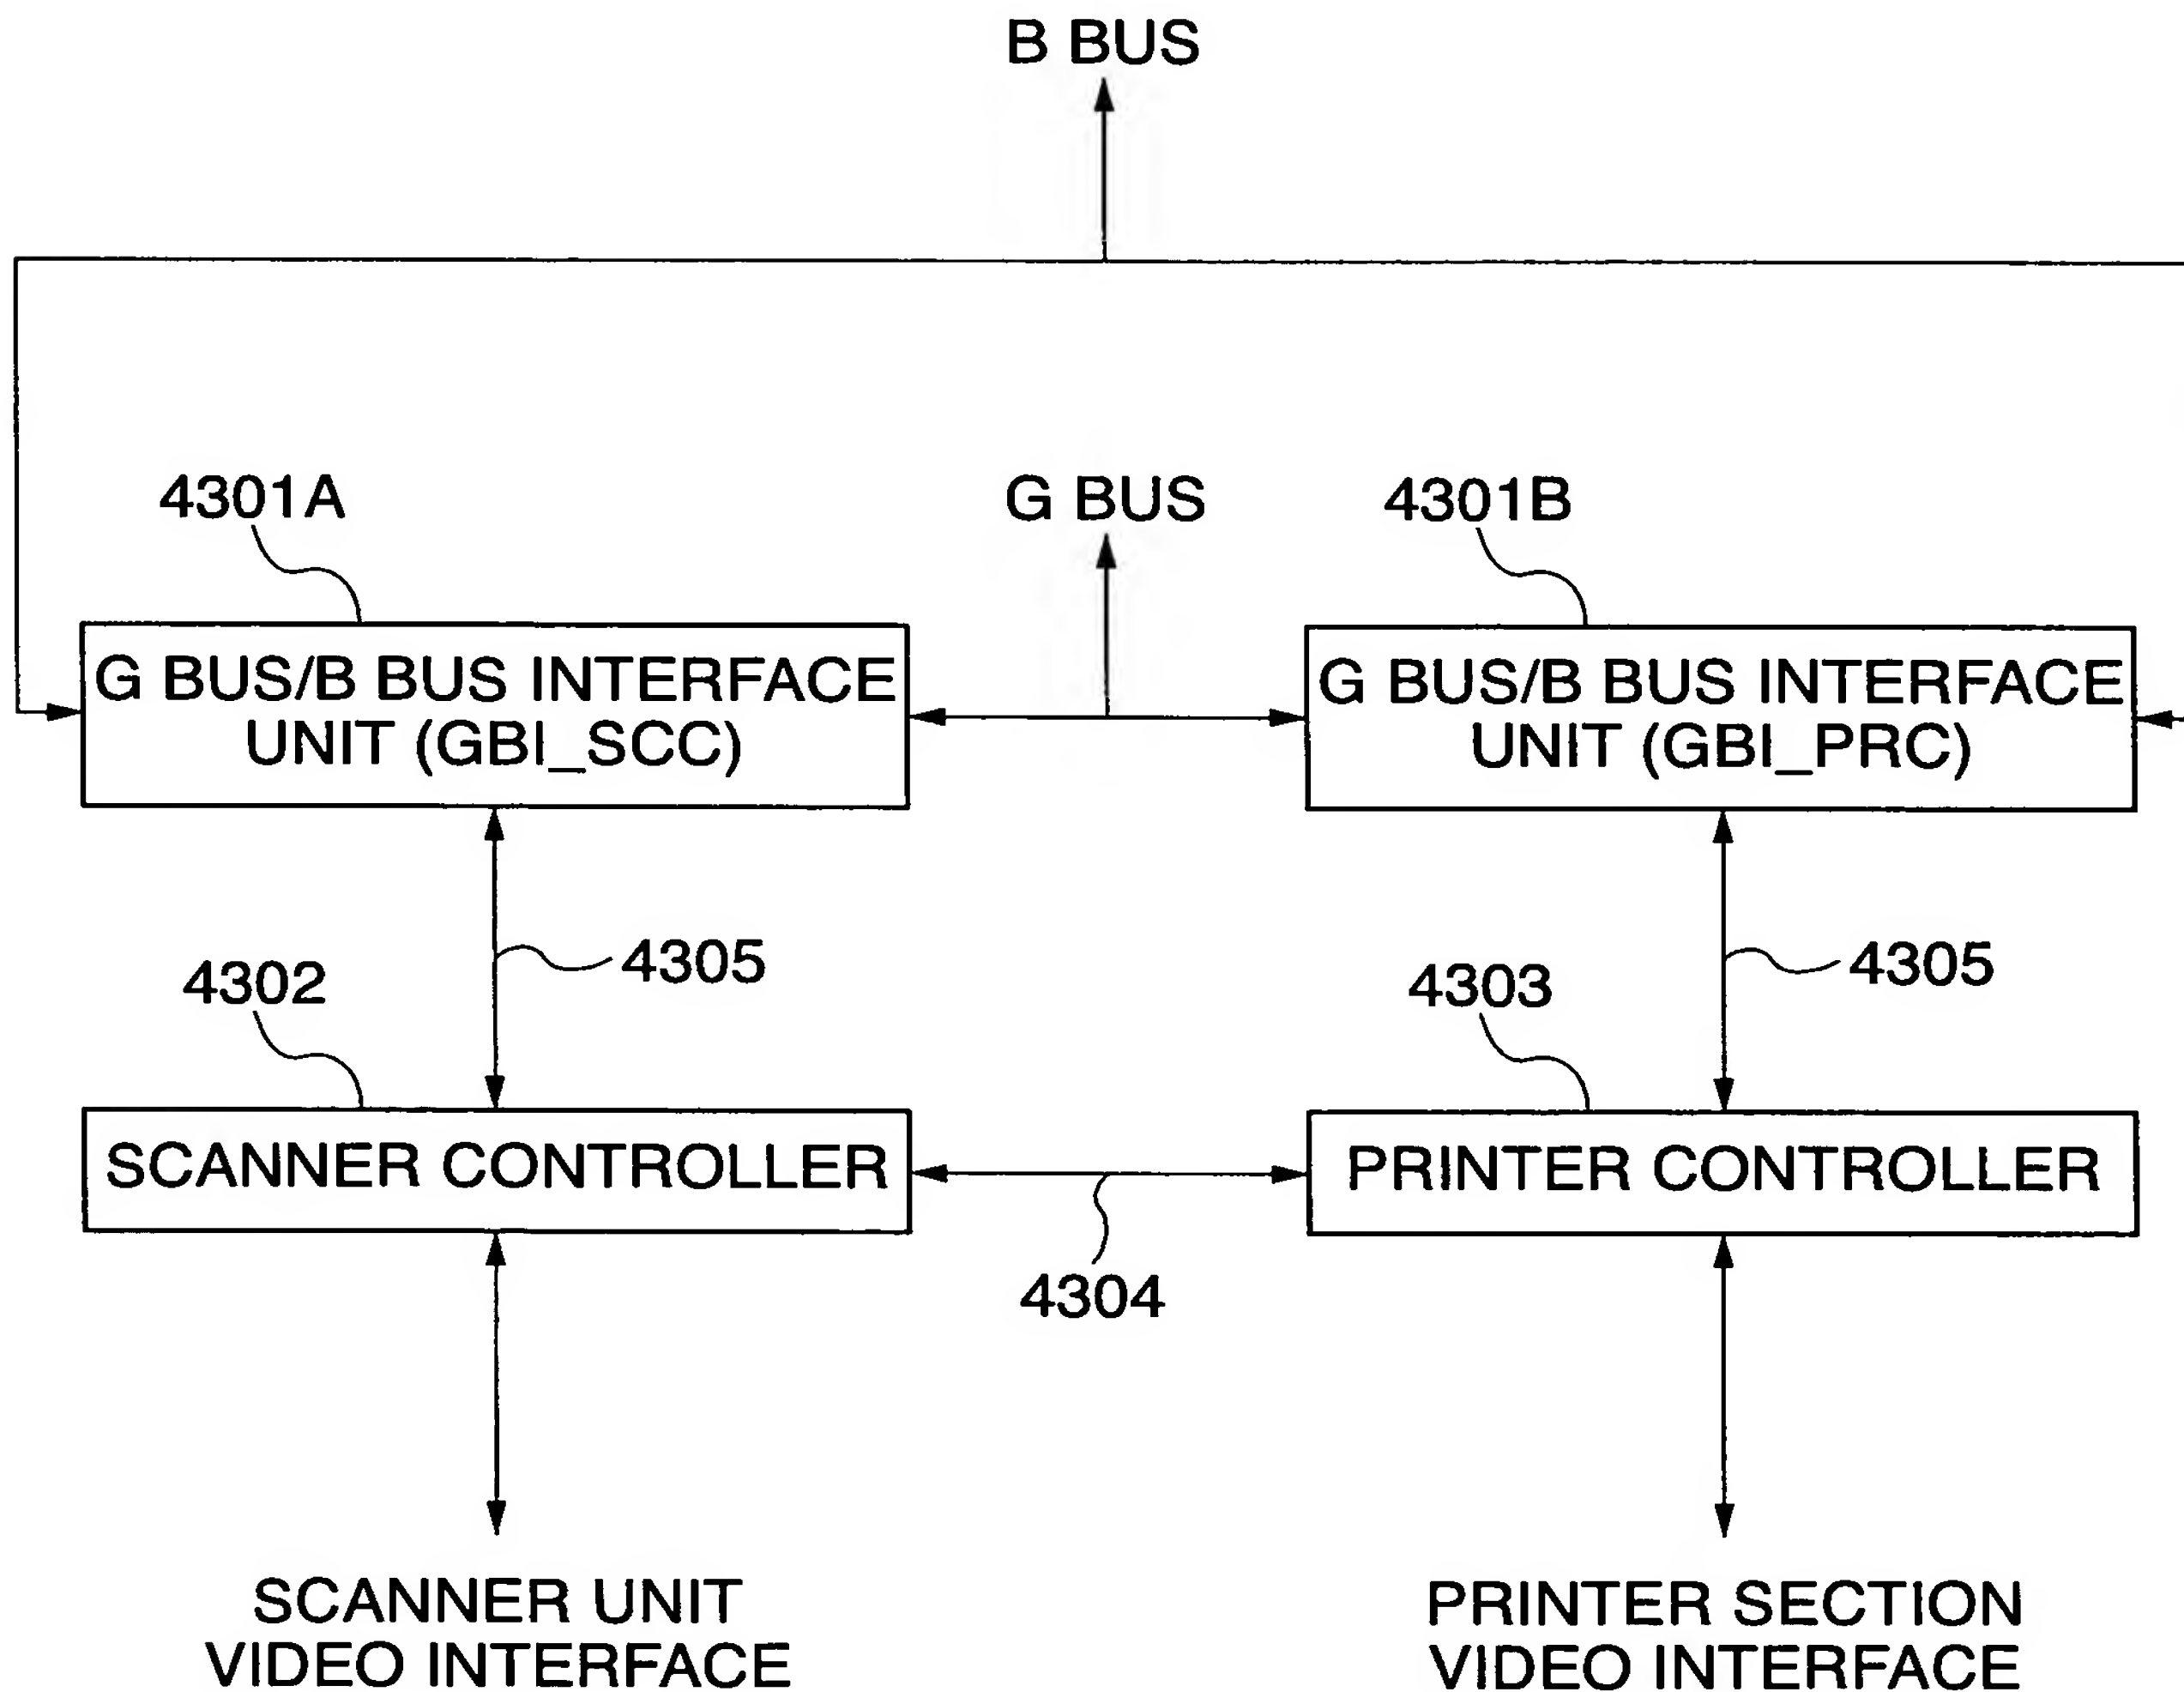 B BUS
4301A
G BUS
4301B
G BUS/B BUS INTERFACE
UNIT (GBI_SCC)
G BUS/B BUS INTERFACE
UNIT (GBI_PRC)
4302
4305
4303
4305
SCANNER CONTROLLER
PRINTER CONTROLLER
4304
SCANNER UNIT
VIDEO INTERFACE
PRINTER SECTION
VIDEO INTERFACE